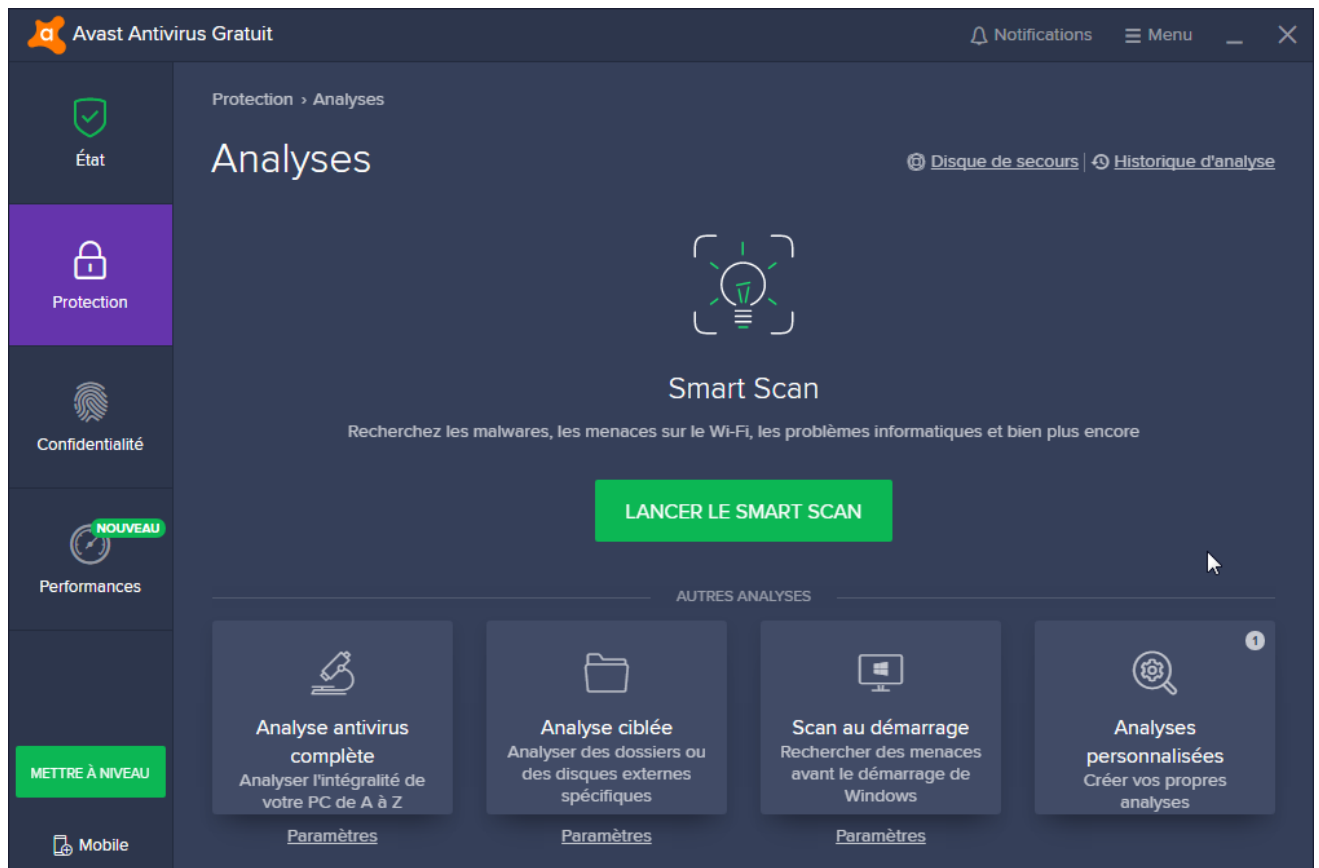 Avast Antivirus Gratuit
Notifications
Menu
État
Protection
Confidentialité
NOUVEAU
Performances
METTRE À NIVEAU
Mobile
Protection › Analyses
Analyses
Disque de secours
Historique d'analyse
Smart Scan
Recherchez les malwares, les menaces sur le Wi-Fi, les problèmes informatiques et bien plus encore
LANCER LE SMART SCAN
AUTRES ANALYSES
Analyse antivirus
complète
Analyser l'intégralité de
votre PC de A à Z
Paramètres
Analyse ciblée
Analyser des dossiers ou
des disques externes
spécifiques
Paramètres
Scan au démarrage
Rechercher des menaces
avant le démarrage de
Windows
Paramètres
1
Analyses
personnalisées
Créer vos propres
analyses